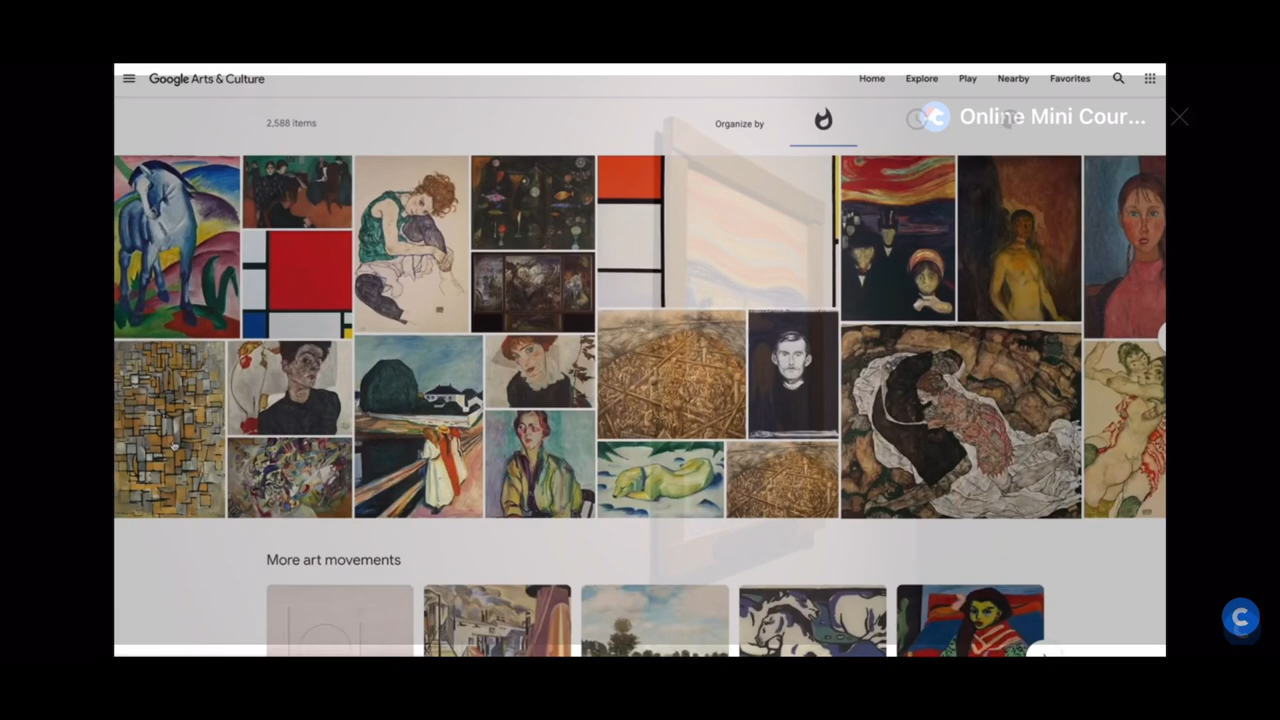 Google Arts & Culture
Home Explore Play Nearby Favorites
2,588 items
Organize by
Online Mini Cour...
More art movements